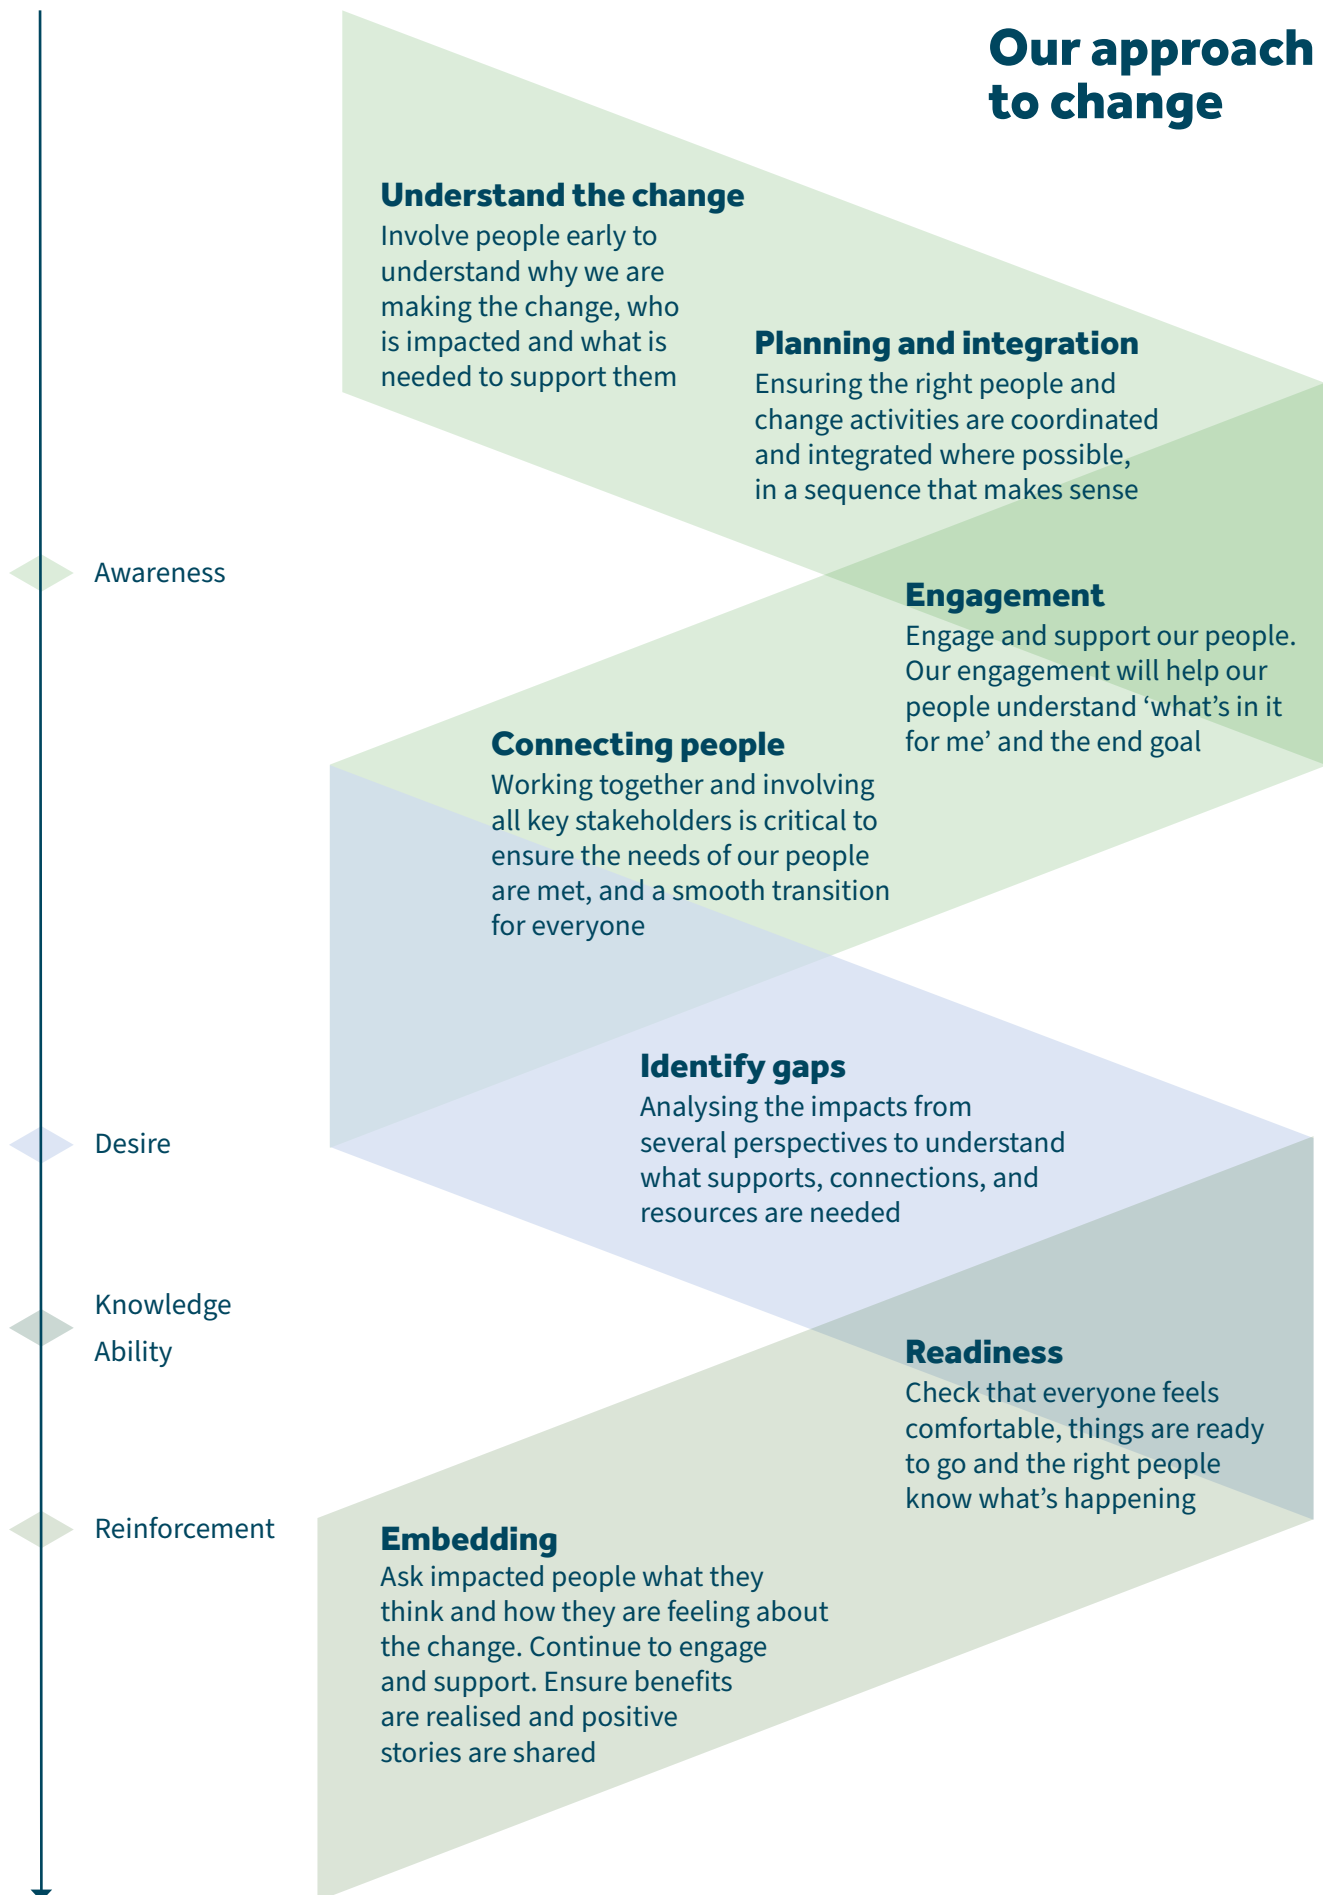 Our approach
to change
Understand the change
Involve people early to
understand why we are
making the change, who
is impacted and what is
needed to support them
Planning and integration
Ensuring the right people and
change activities are coordinated
and integrated where possible,
in a sequence that makes sense
Awareness
Engagement
Engage and support our people.
Our engagement will help our
people understand ‘what’s in it
for me’ and the end goal
Connecting people
Working together and involving
all key stakeholders is critical to
ensure the needs of our people
are met, and a smooth transition
for everyone
Identify gaps
Analysing the impacts from
several perspectives to understand
what supports, connections, and
resources are needed
Desire
Knowledge
Ability
Readiness
Check that everyone feels
comfortable, things are ready
to go and the right people
know what’s happening
Reinforcement
Embedding
Ask impacted people what they
think and how they are feeling about
the change. Continue to engage
and support. Ensure benefits
are realised and positive
stories are shared